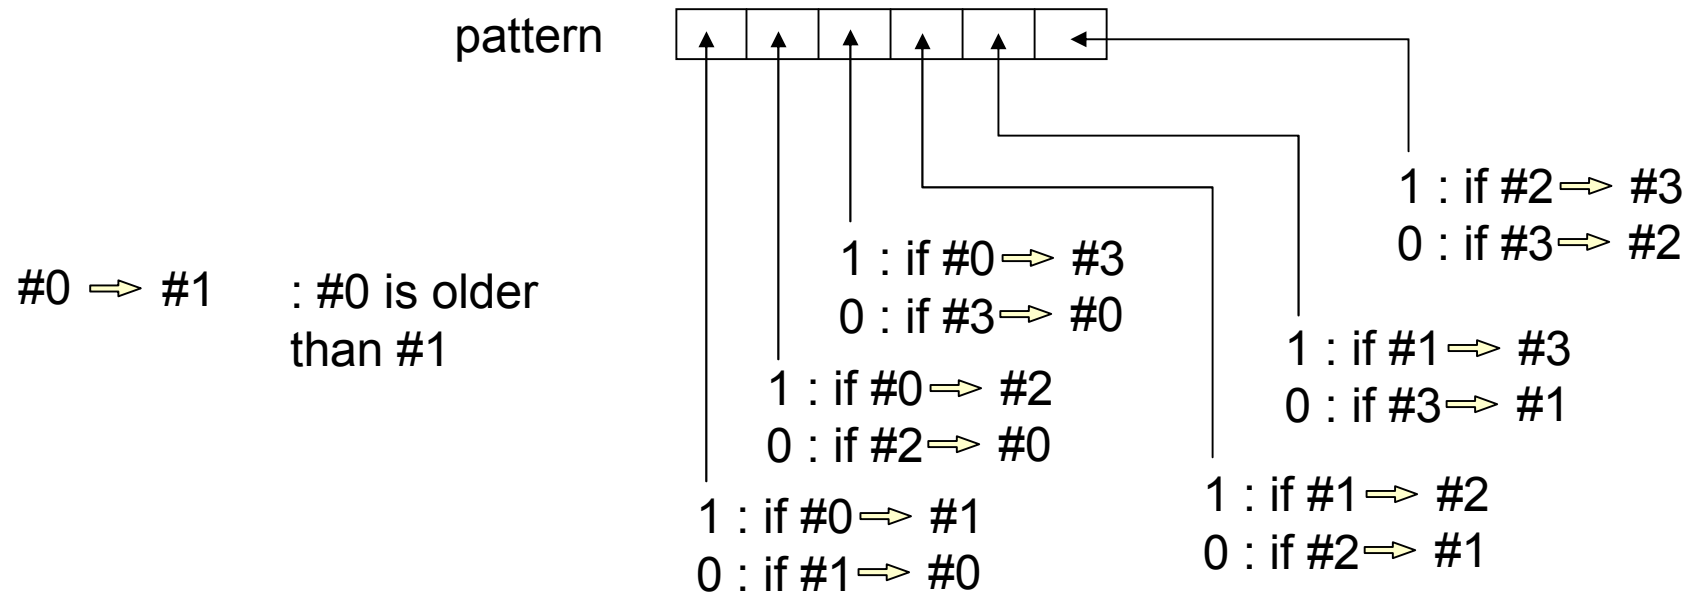 pattern
#0 ⇒ #1 : #0 is older
than #1
1 : if #0 ⇒ #1
0 : if #1 ⇒ #0
1 : if #0 ⇒ #2
0 : if #2 ⇒ #0
1 : if #0 ⇒ #3
0 : if #3 ⇒ #0
1 : if #1 ⇒ #2
0 : if #2 ⇒ #1
1 : if #1 ⇒ #3
0 : if #3 ⇒ #1
1 : if #2 ⇒ #3
0 : if #3 ⇒ #2